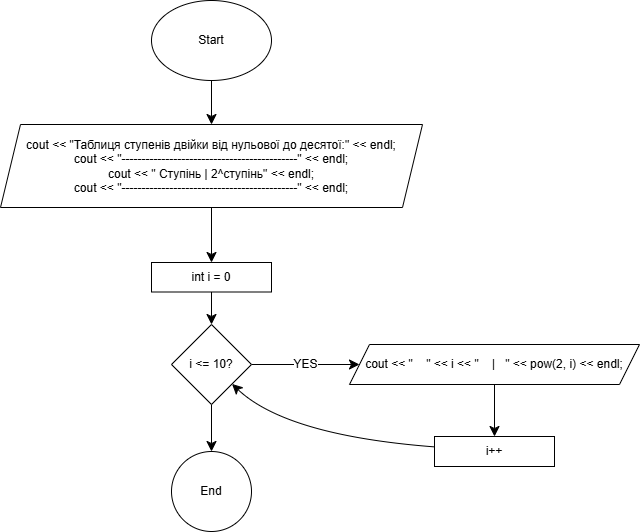 Start
cout << "Таблиця ступенів двійки від нульової до десятої:" << endl;
cout << "--------------------------------------------" << endl;
cout << " Ступінь | 2^ступінь" << endl;
cout << "--------------------------------------------" << endl;
int i = 0
i <= 10?
YES
cout << "    " << i << "    |   " << pow(2, i) << endl;
i++
End